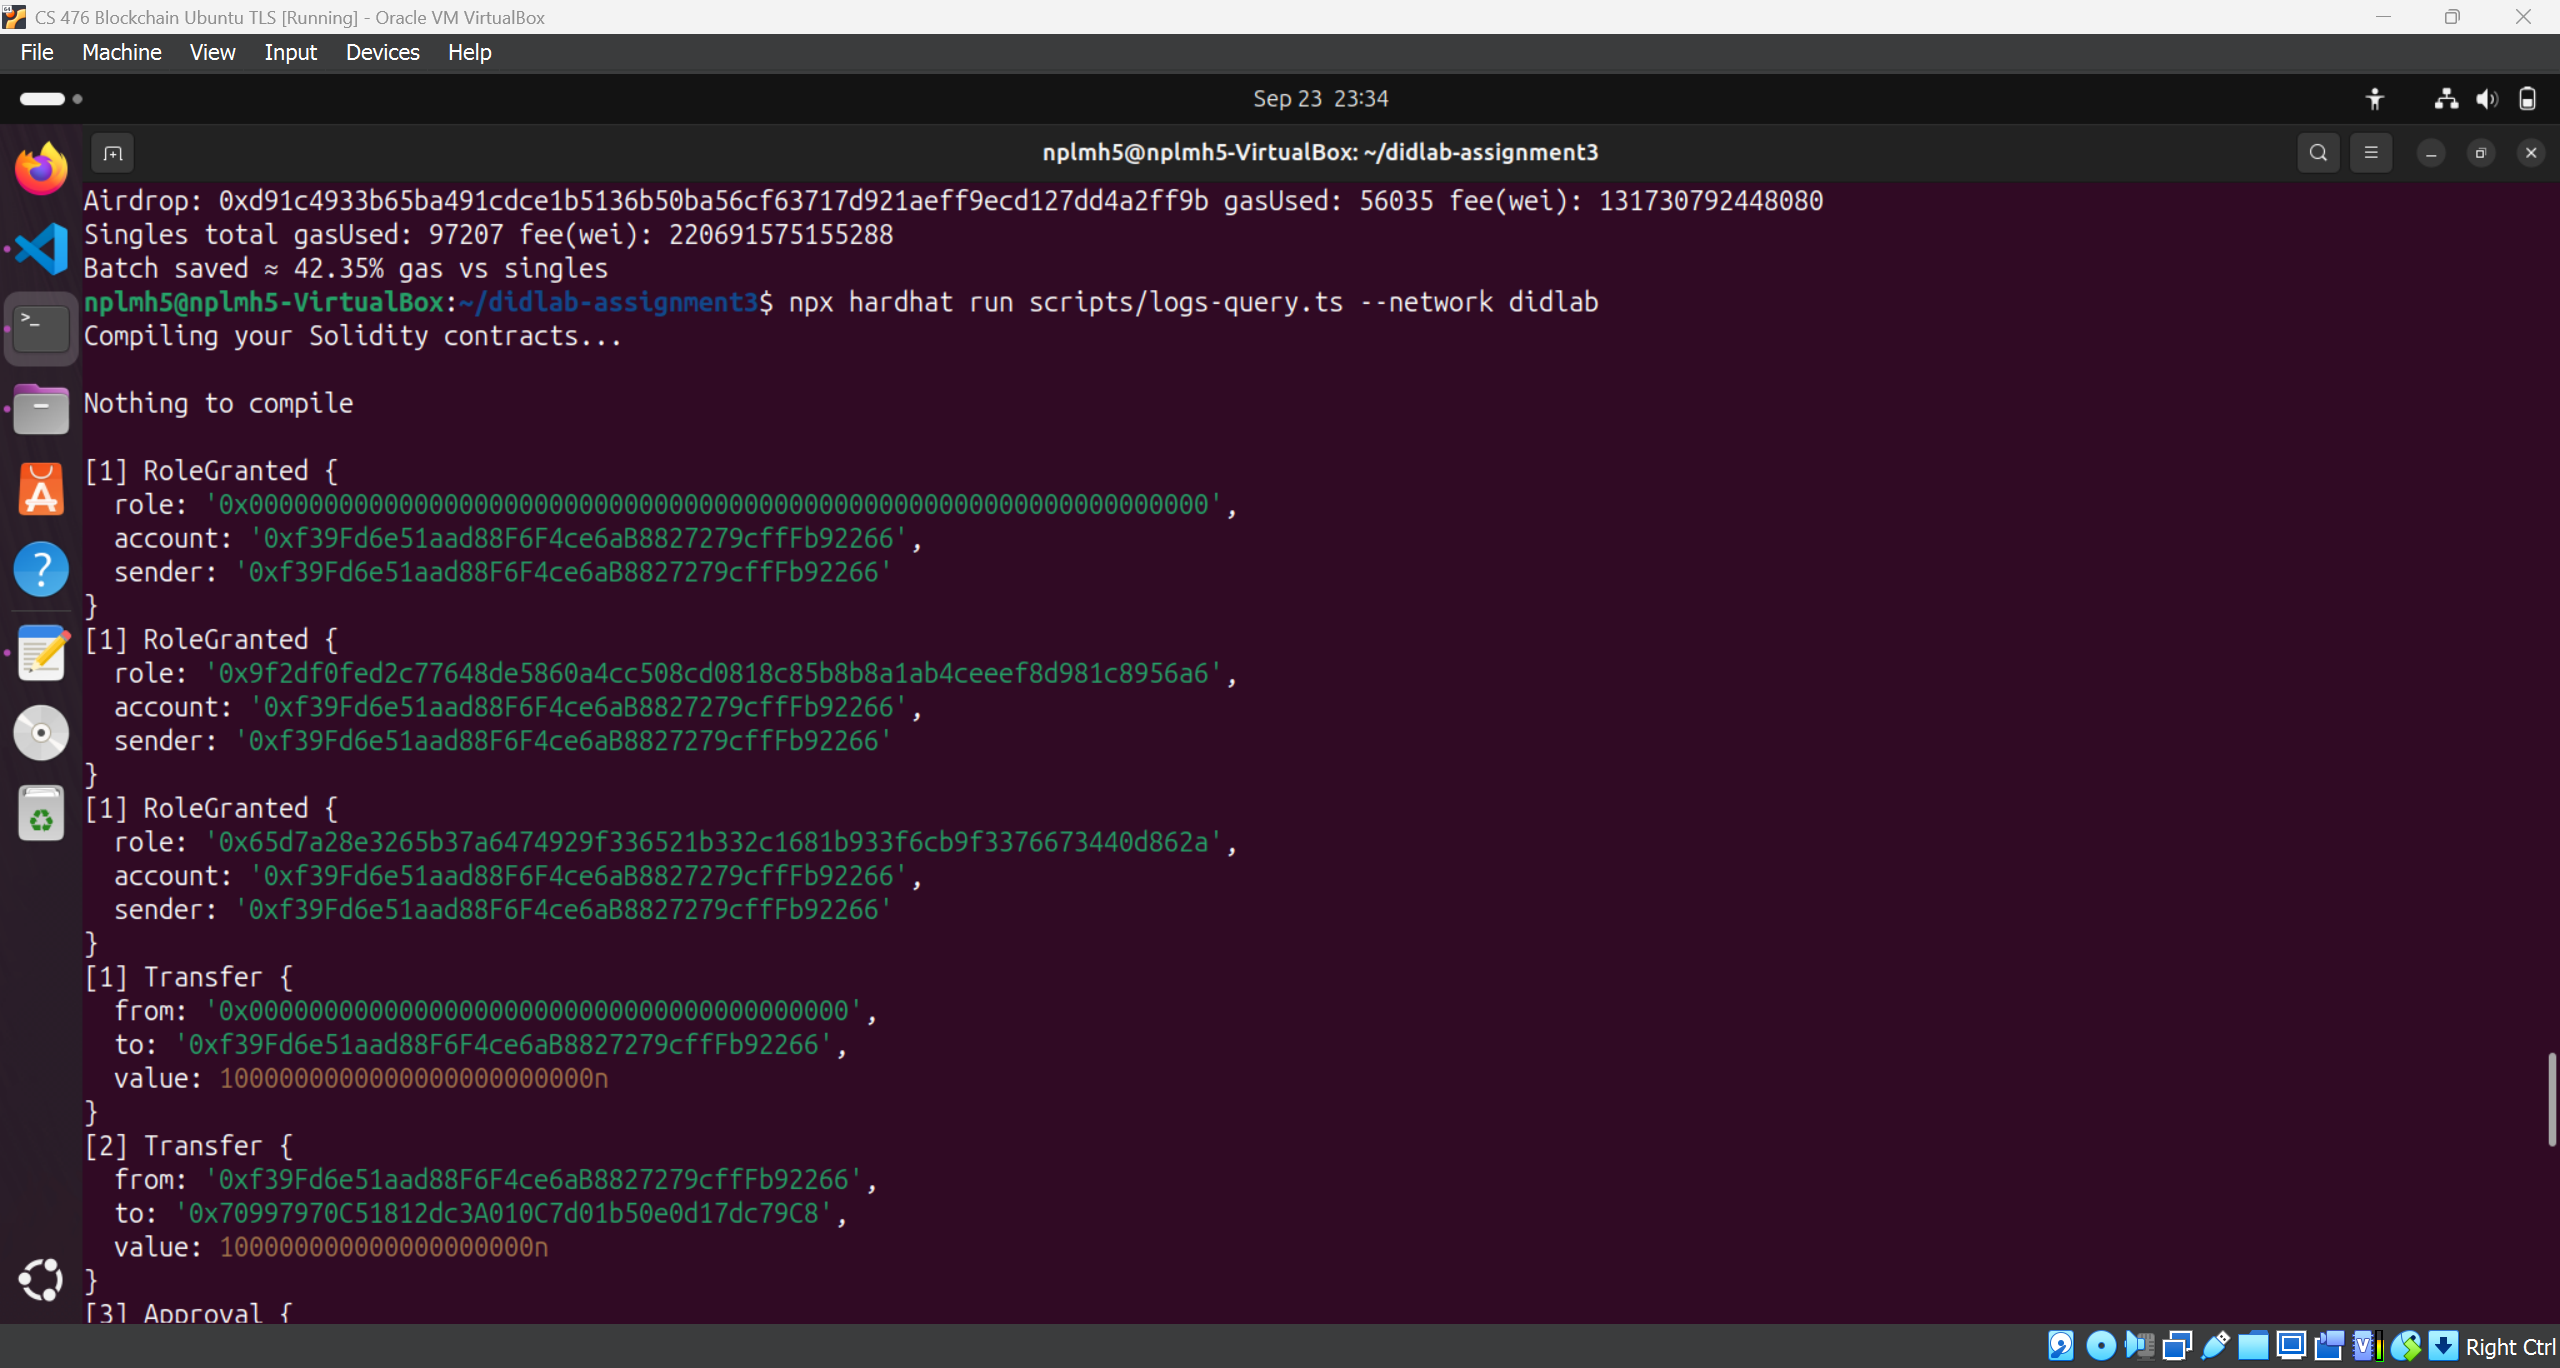 CS 476 Blockchain Ubuntu TLS [Running] - Oracle VM VirtualBox
File Machine View Input Devices Help
Sep 23 23:34
nplmh5@nplmh5-VirtualBox: ~/didlab-assignment3
Airdrop: 0xd91c4933b65ba491cdce1b5136b50ba56cf63717d921aeff9ecd127dd4a2ff9b gasUsed: 56035 fee(wei): 131730792448080
Singles total gasUsed: 97207 fee(wei): 220691575155288
Batch saved ≈ 42.35% gas vs singles
nplmh5@nplmh5-VirtualBox:~/didlab-assignment3$ npx hardhat run scripts/logs-query.ts --network didlab
Compiling your Solidity contracts...
Nothing to compile
[1] RoleGranted {
role: '0x0000000000000000000000000000000000000000000000000000000000000000',
account: '0xf39Fd6e51aad88F6F4ce6aB8827279cffFb92266',
sender: '0xf39Fd6e51aad88F6F4ce6aB8827279cffFb92266'
}
[1] RoleGranted {
role: '0x9f2df0fed2c77648de5860a4cc508cd0818c85b8b8a1ab4ceeef8d981c8956a6',
account: '0xf39Fd6e51aad88F6F4ce6aB8827279cffFb92266',
sender: '0xf39Fd6e51aad88F6F4ce6aB8827279cffFb92266'
}
[1] RoleGranted {
role: '0x65d7a28e3265b37a6474929f336521b332c1681b933f6cb9f3376673440d862a',
account: '0xf39Fd6e51aad88F6F4ce6aB8827279cffFb92266',
sender: '0xf39Fd6e51aad88F6F4ce6aB8827279cffFb92266'
}
[1] Transfer {
from: '0x0000000000000000000000000000000000000000',
to: '0xf39Fd6e51aad88F6F4ce6aB8827279cffFb92266',
value: 1000000000000000000000000n
}
[2] Transfer {
from: '0xf39Fd6e51aad88F6F4ce6aB8827279cffFb92266',
to: '0x70997970C51812dc3A010C7d01b50e0d17dc79C8',
value: 100000000000000000000n
}
[3] Approval {
Right Ctrl